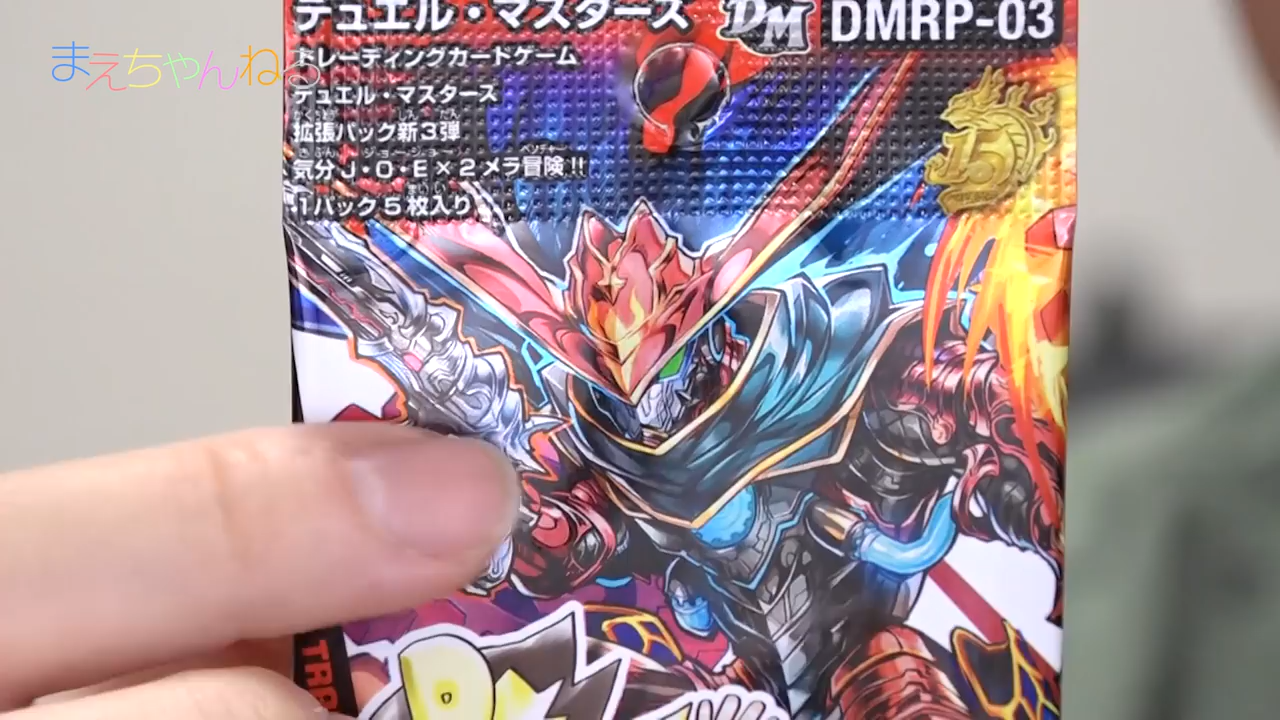 デュエル・マスターズ
DM
DMRP-03
まえちゃんねる
トレーディングカードゲーム
デュエル・マスターズ
拡張パック新3弾
気分J・O・E×2メラ冒険!!
1パック5枚入り
15